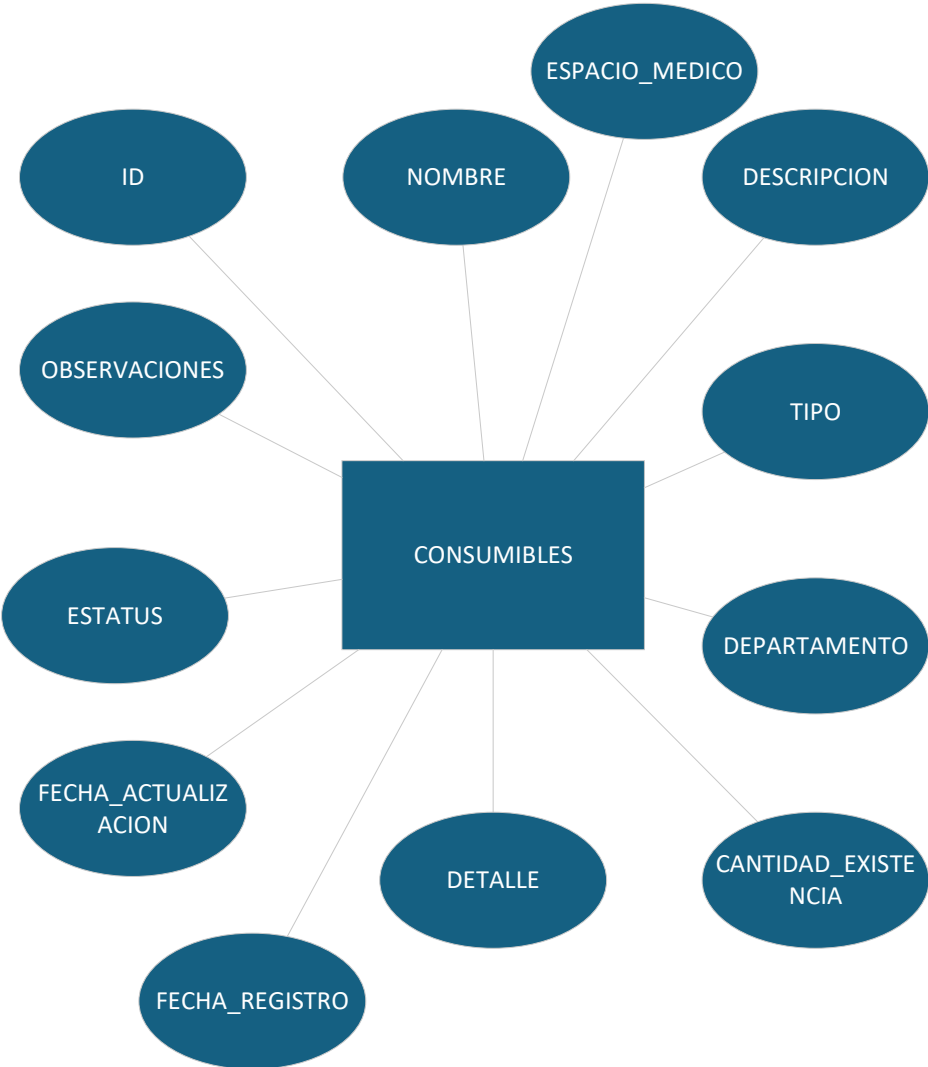 ESPACIO_MEDICO
ID
NOMBRE
DESCRIPCION
OBSERVACIONES
TIPO
CONSUMIBLES
ESTATUS
DEPARTAMENTO
FECHA_ACTUALIZ
ACION
DETALLE
CANTIDAD_EXISTE
NCIA
FECHA_REGISTRO